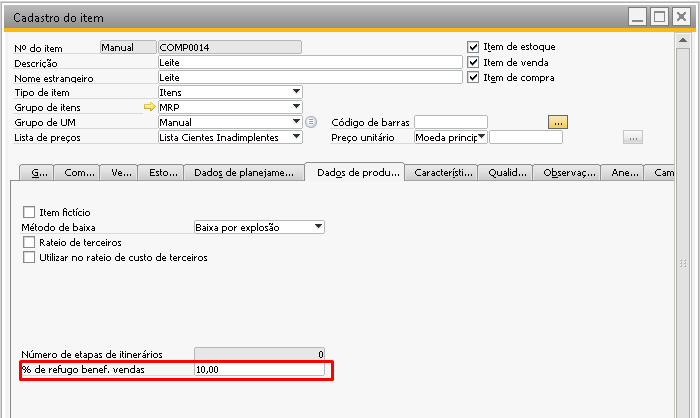 Cadastro do item
Nº do item Manual COMP0014 Item de estoque
Descrição Leite Item de venda
Nome estrangeiro Leite Item de compra
Tipo de item Itens
Grupo de itens MRP
Grupo de UM Manual Código de barras ...
Lista de preços Lista Cientes Inadimplentes Preço unitário Moeda princip ...
G... Com... Ve... Esto... Dados de planejame... Dados de produ... Característi... Qualid... Observaç... Ane... Cam
Item fictício
Método de baixa Baixa por explosão
Rateio de terceiros
Utilizar no rateio de custo de terceiros
Número de etapas de itinerários 0
% de refugo benef. vendas 10,00